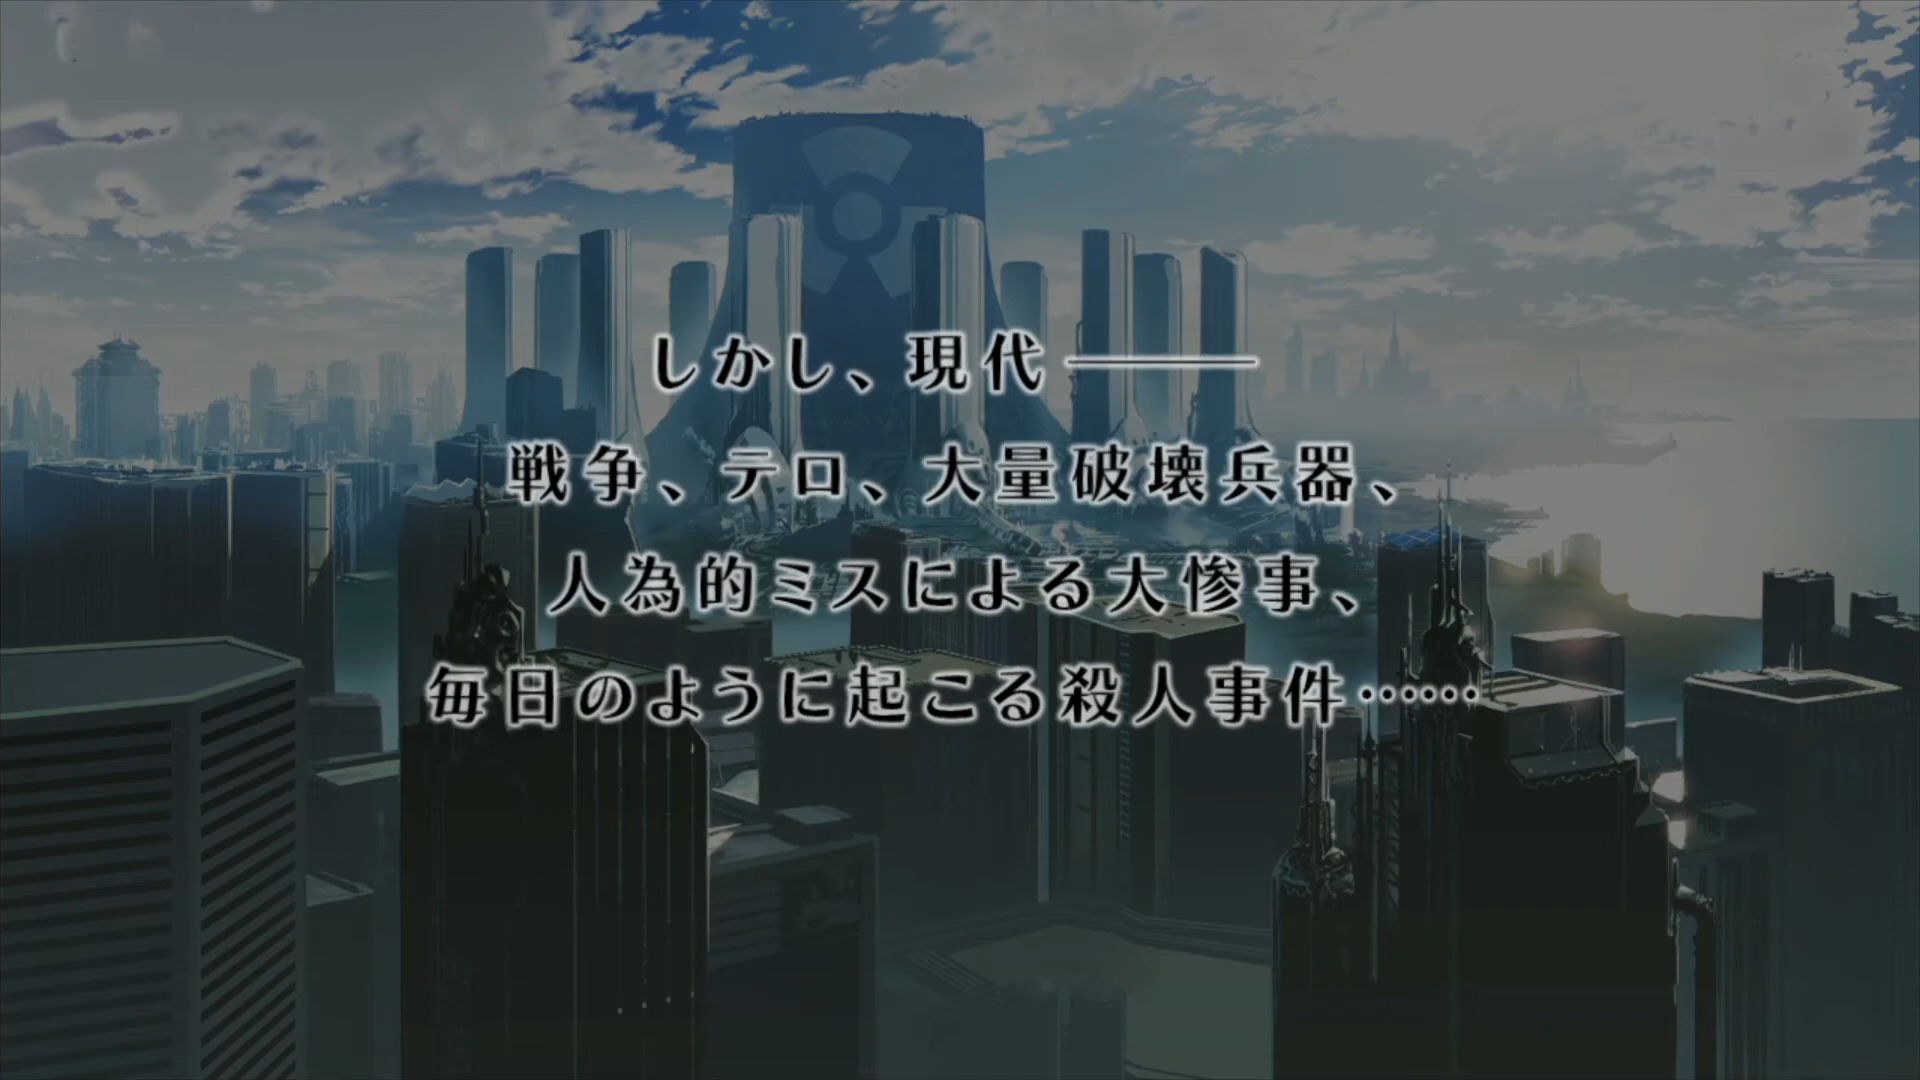 しかし、現代―――
戦争、テロ、大量破壊兵器、
人為的ミスによる大惨事、
毎日のように起こる殺人事件……